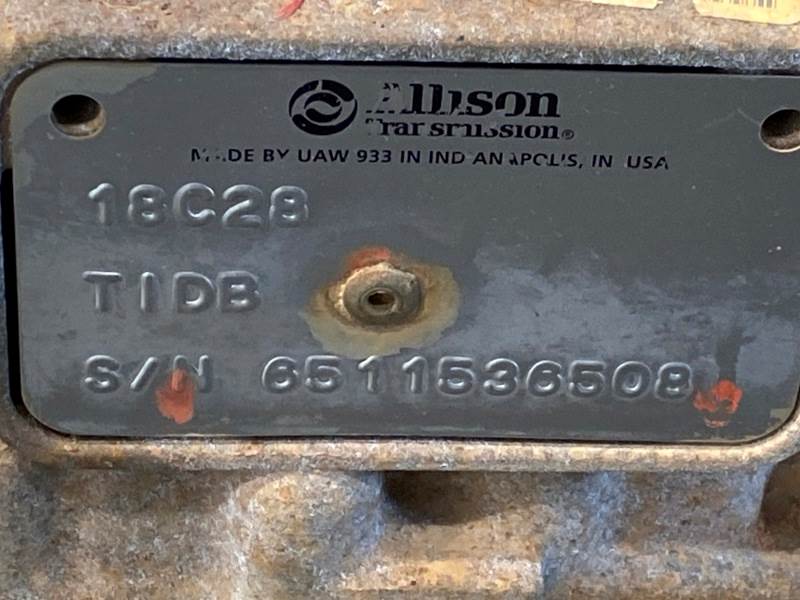 Allison
Transmission®
MADE BY UAW 933 IN INDIANAPOLIS, IN USA
18C28
TIDB
S/N 6511536508